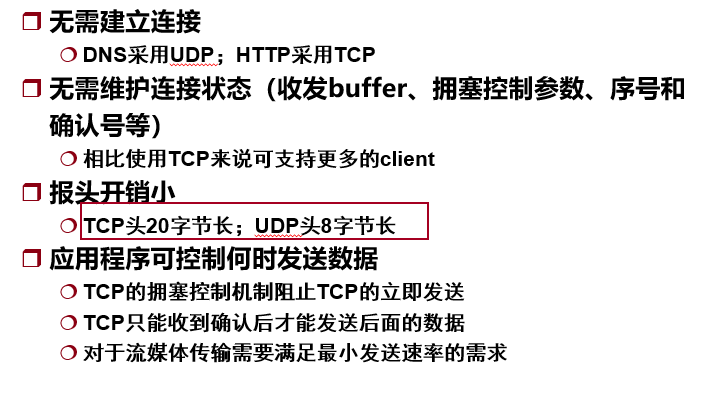 无需建立连接
DNS采用UDP；HTTP采用TCP
无需维护连接状态（收发buffer、拥塞控制参数、序号和
确认号等）
相比使用TCP来说可支持更多的client
报头开销小
TCP头20字节长；UDP头8字节长
应用程序可控制何时发送数据
TCP的拥塞控制机制阻止TCP的立即发送
TCP只能收到确认后才能发送后面的数据
对于流媒体传输需要满足最小发送速率的需求